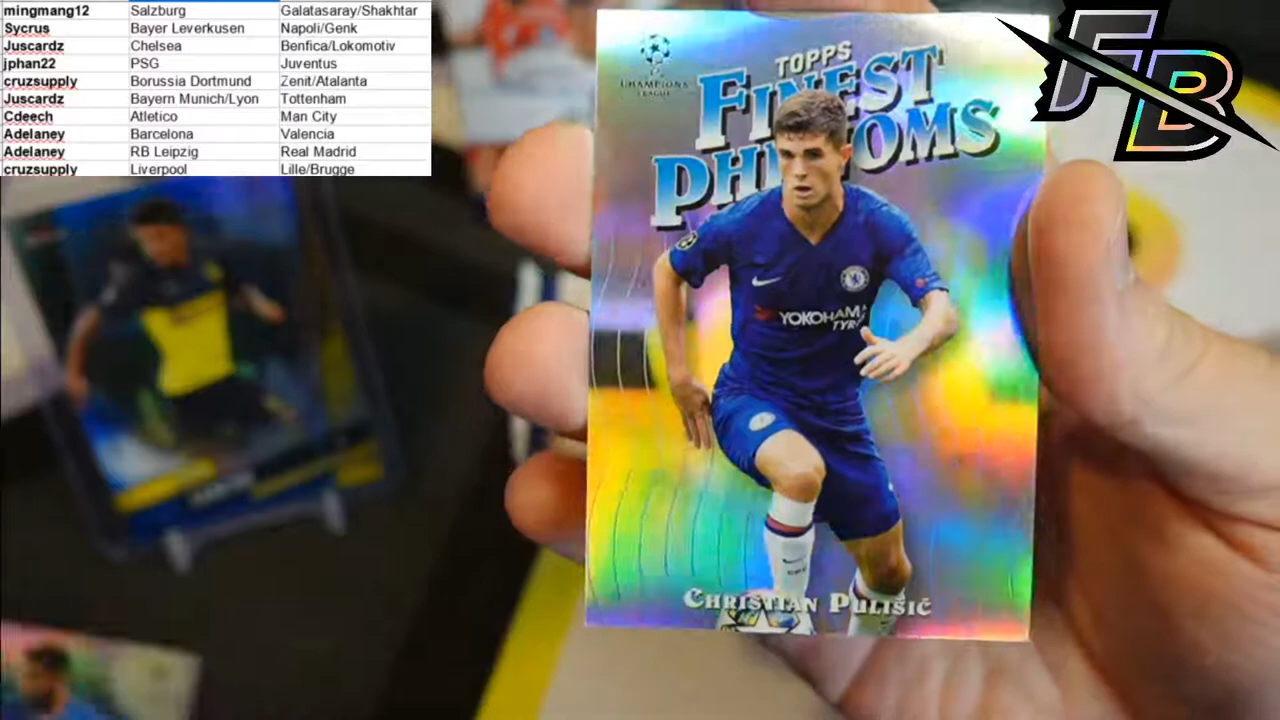 mingmang12 Salzburg Galatasaray/Shakhtar
Sycrus Bayer Leverkusen Napoli/Genk
Juscardz Chelsea Benfica/Lokomotiv
jphan22 PSG Juventus
cruzsupply Borussia Dortmund Zenit/Atalanta
Juscardz Bayern Munich/Lyon Tottenham
Cdeech Atletico Man City
Adelaney Barcelona Valencia
Adelaney RB Leipzig Real Madrid
cruzsupply Liverpool Lille/Brugge
FB
CHAMPIONS
LEAGUE
TOPPS
FINEST
PHENOMS
YOKOHAMA
TYR
CHRISTIAN PULIŠIĆ